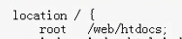 location / {
root /web/htdocs;